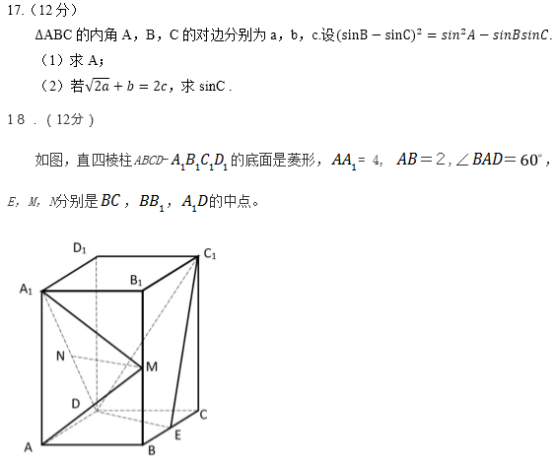 17.（12 分）
ΔABC 的内角 A，B，C 的对边分别为 a，b，c.设(sinB − sinC)² = sin²A − sinBsinC.
（1）求 A；
（2）若√2a + b = 2c，求 sinC .
18 .（12分）
如图，直四棱柱ABCD–A₁B₁C₁D₁的底面是菱形，AA₁= 4, AB＝2,∠BAD＝60°，
E，M，N分别是BC，BB₁，A₁D的中点。
D₁
C₁
A₁
B₁
N
M
D
C
E
A
B